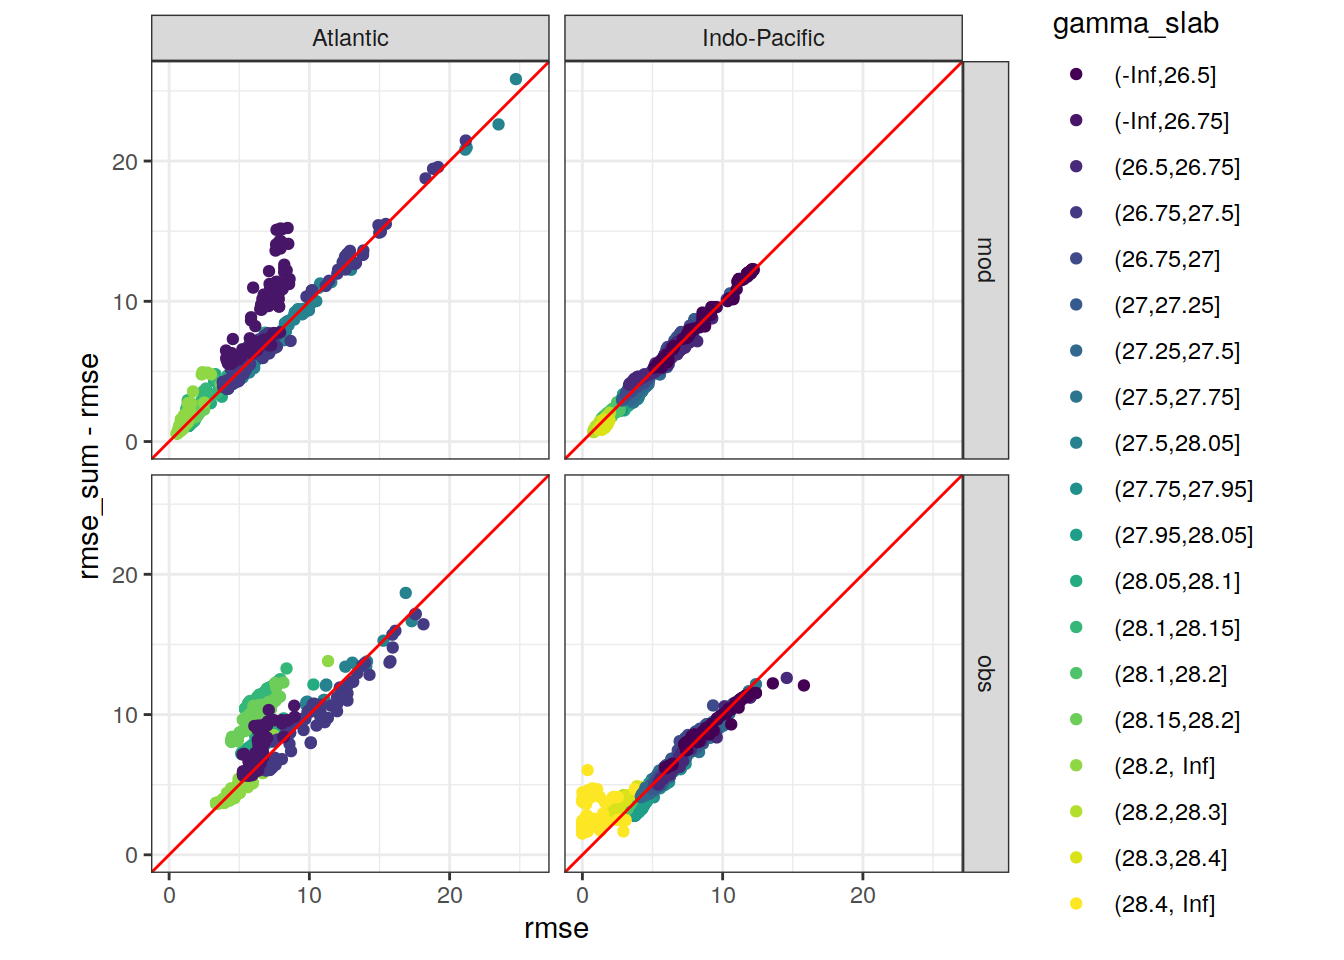 Atlantic
Indo-Pacific
gamma_slab
(-Inf,26.5]
(-Inf,26.75]
(26.5,26.75]
(26.75,27.5]
(26.75,27]
(27,27.25]
(27.25,27.5]
(27.5,27.75]
(27.5,28.05]
(27.75,27.95]
(27.95,28.05]
(28.05,28.1]
(28.1,28.15]
(28.1,28.2]
(28.15,28.2]
(28.2, Inf]
(28.2,28.3]
(28.3,28.4]
(28.4, Inf]
20
10
0
mod
rmse_sum - rmse
20
10
0
obs
0 10 20
0 10 20
rmse